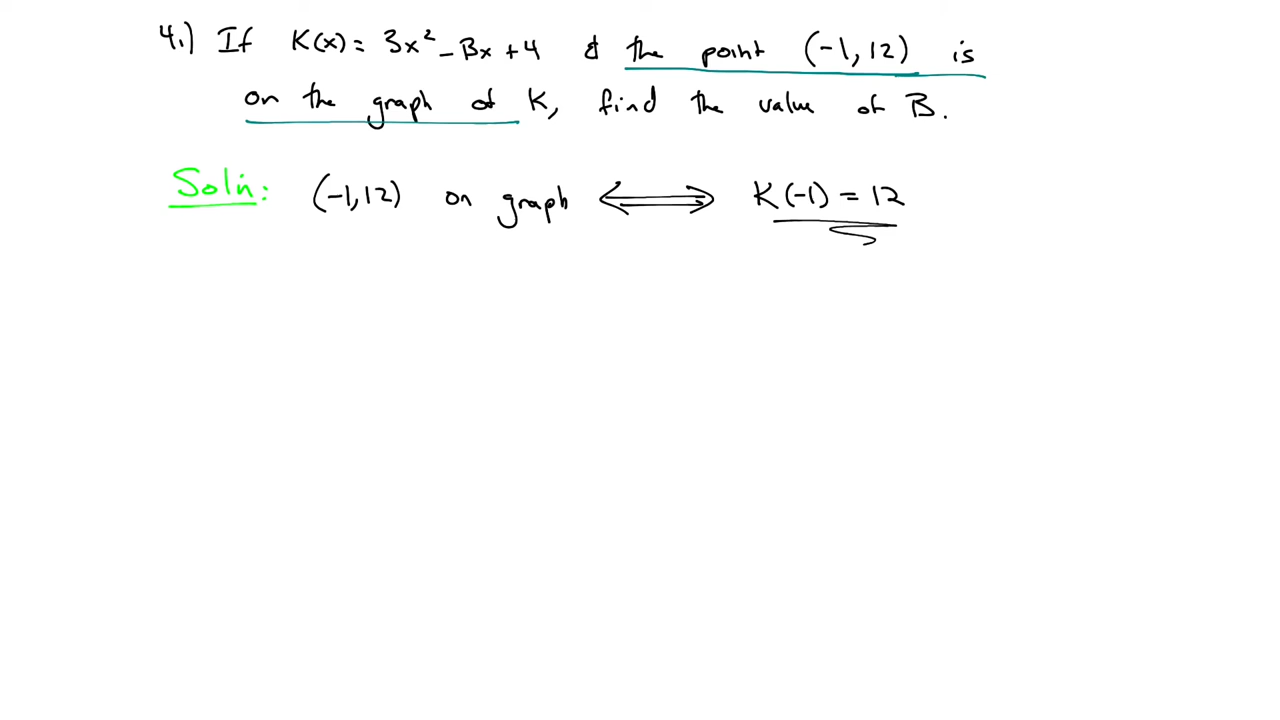 4.) If K(x) = 3x² - Bx + 4 & the point (-1, 12) is
on the graph of K, find the value of B.
Sol'n: (-1, 12) on graph ⟺ K(-1) = 12